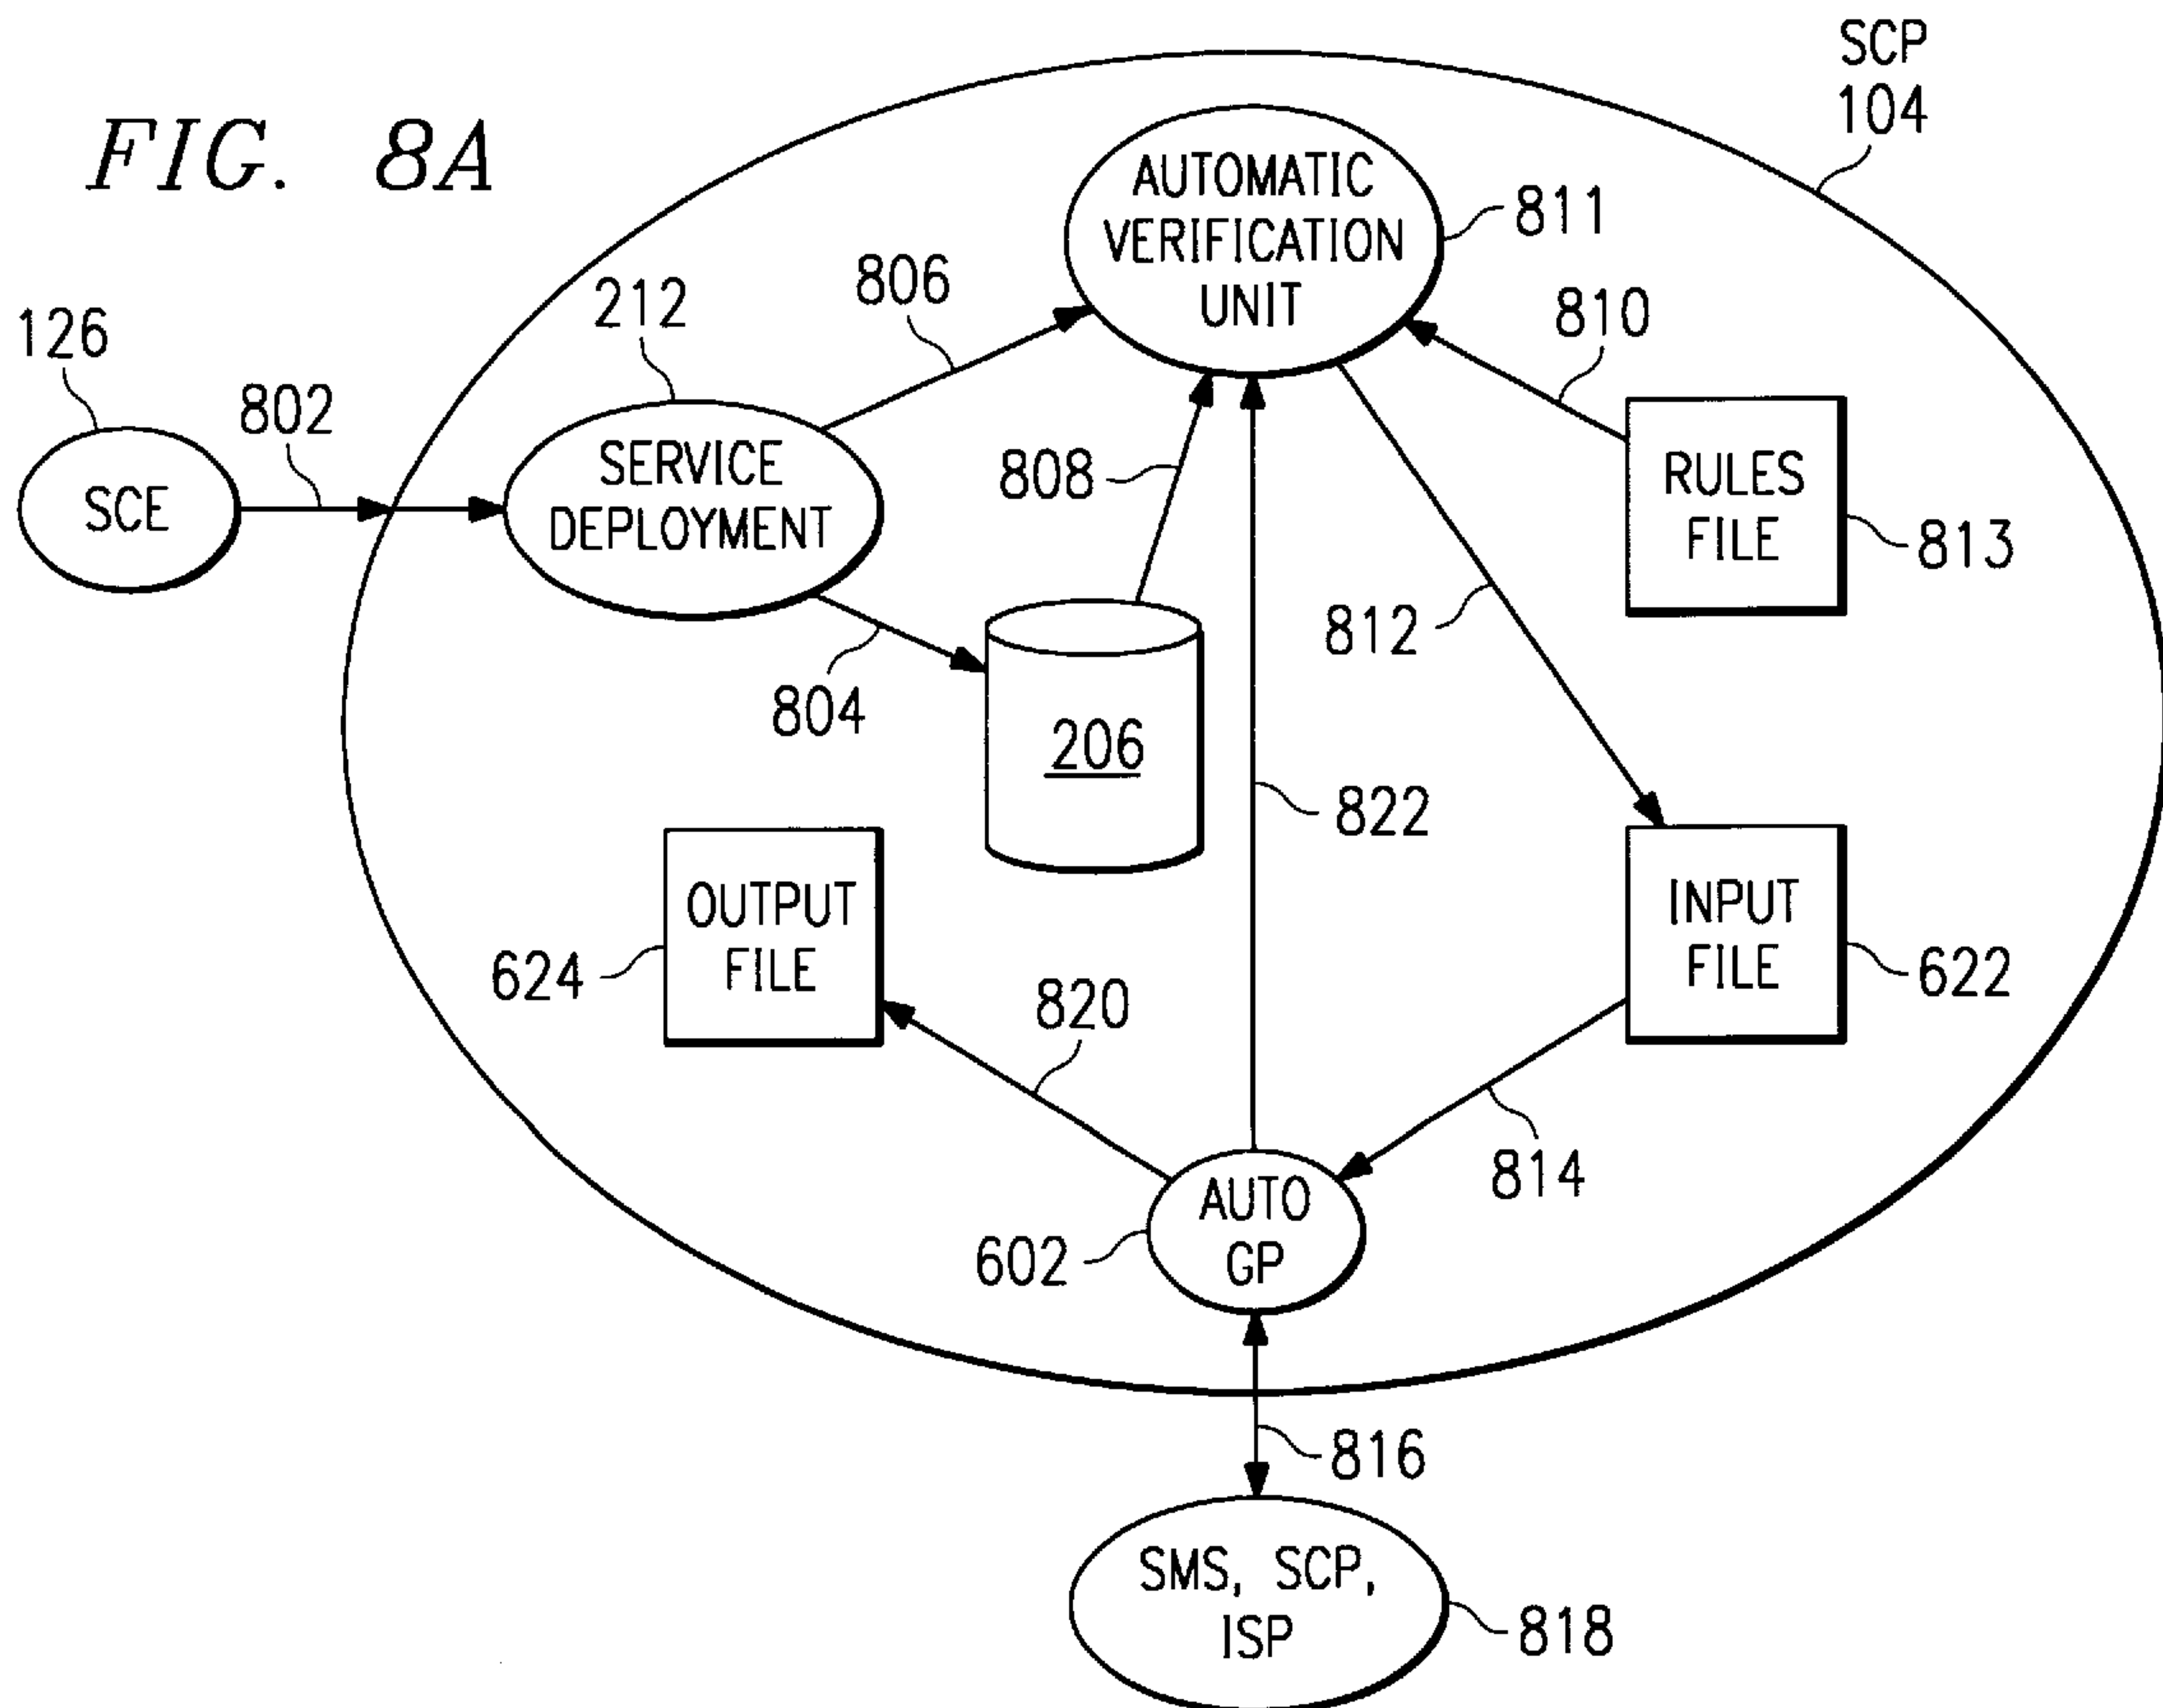 SCP
104
FIG. 8A
AUTOMATIC
VERIFICATION
UNIT
811
806
212
810
126
802
SCE
SERVICE
DEPLOYMENT
808
RULES
FILE
813
812
804
206
822
OUTPUT
FILE
624
INPUT
FILE
622
820
814
AUTO
GP
602
816
SMS, SCP,
ISP
818